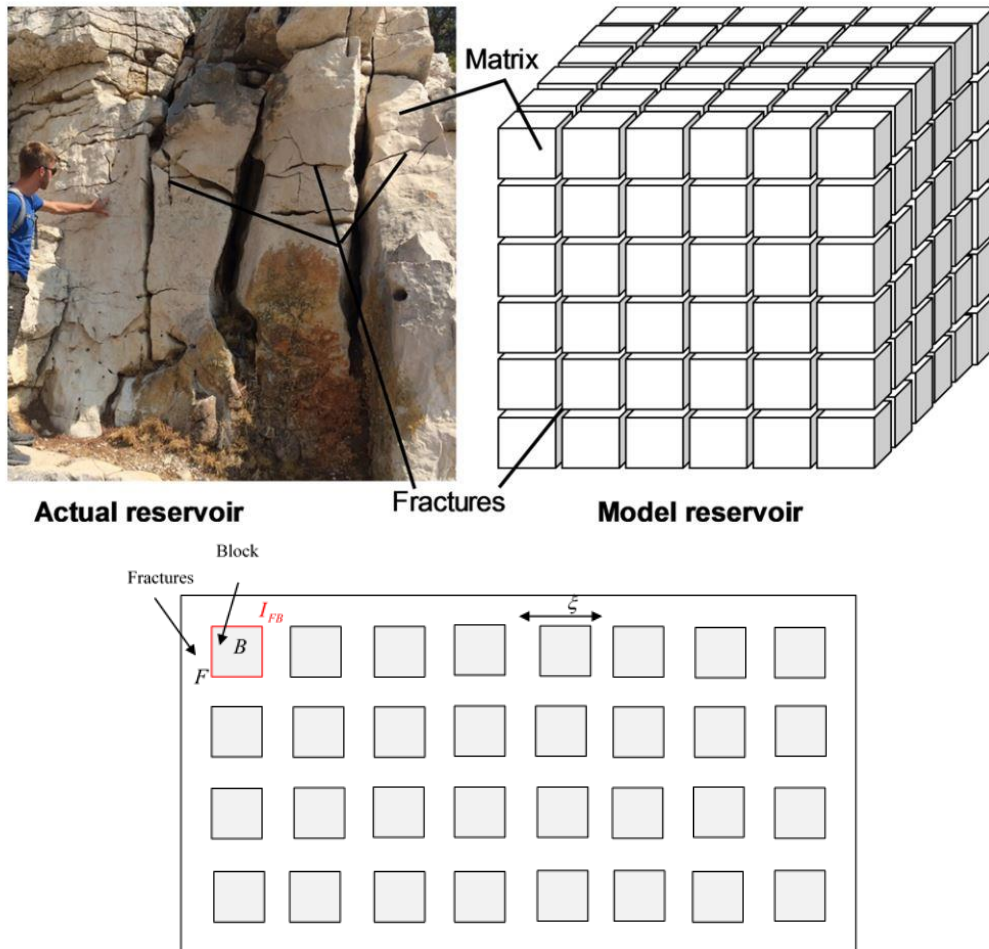 Matrix
Fractures
Actual reservoir
Model reservoir
Block
Fractures
I_FB
ξ
B
F